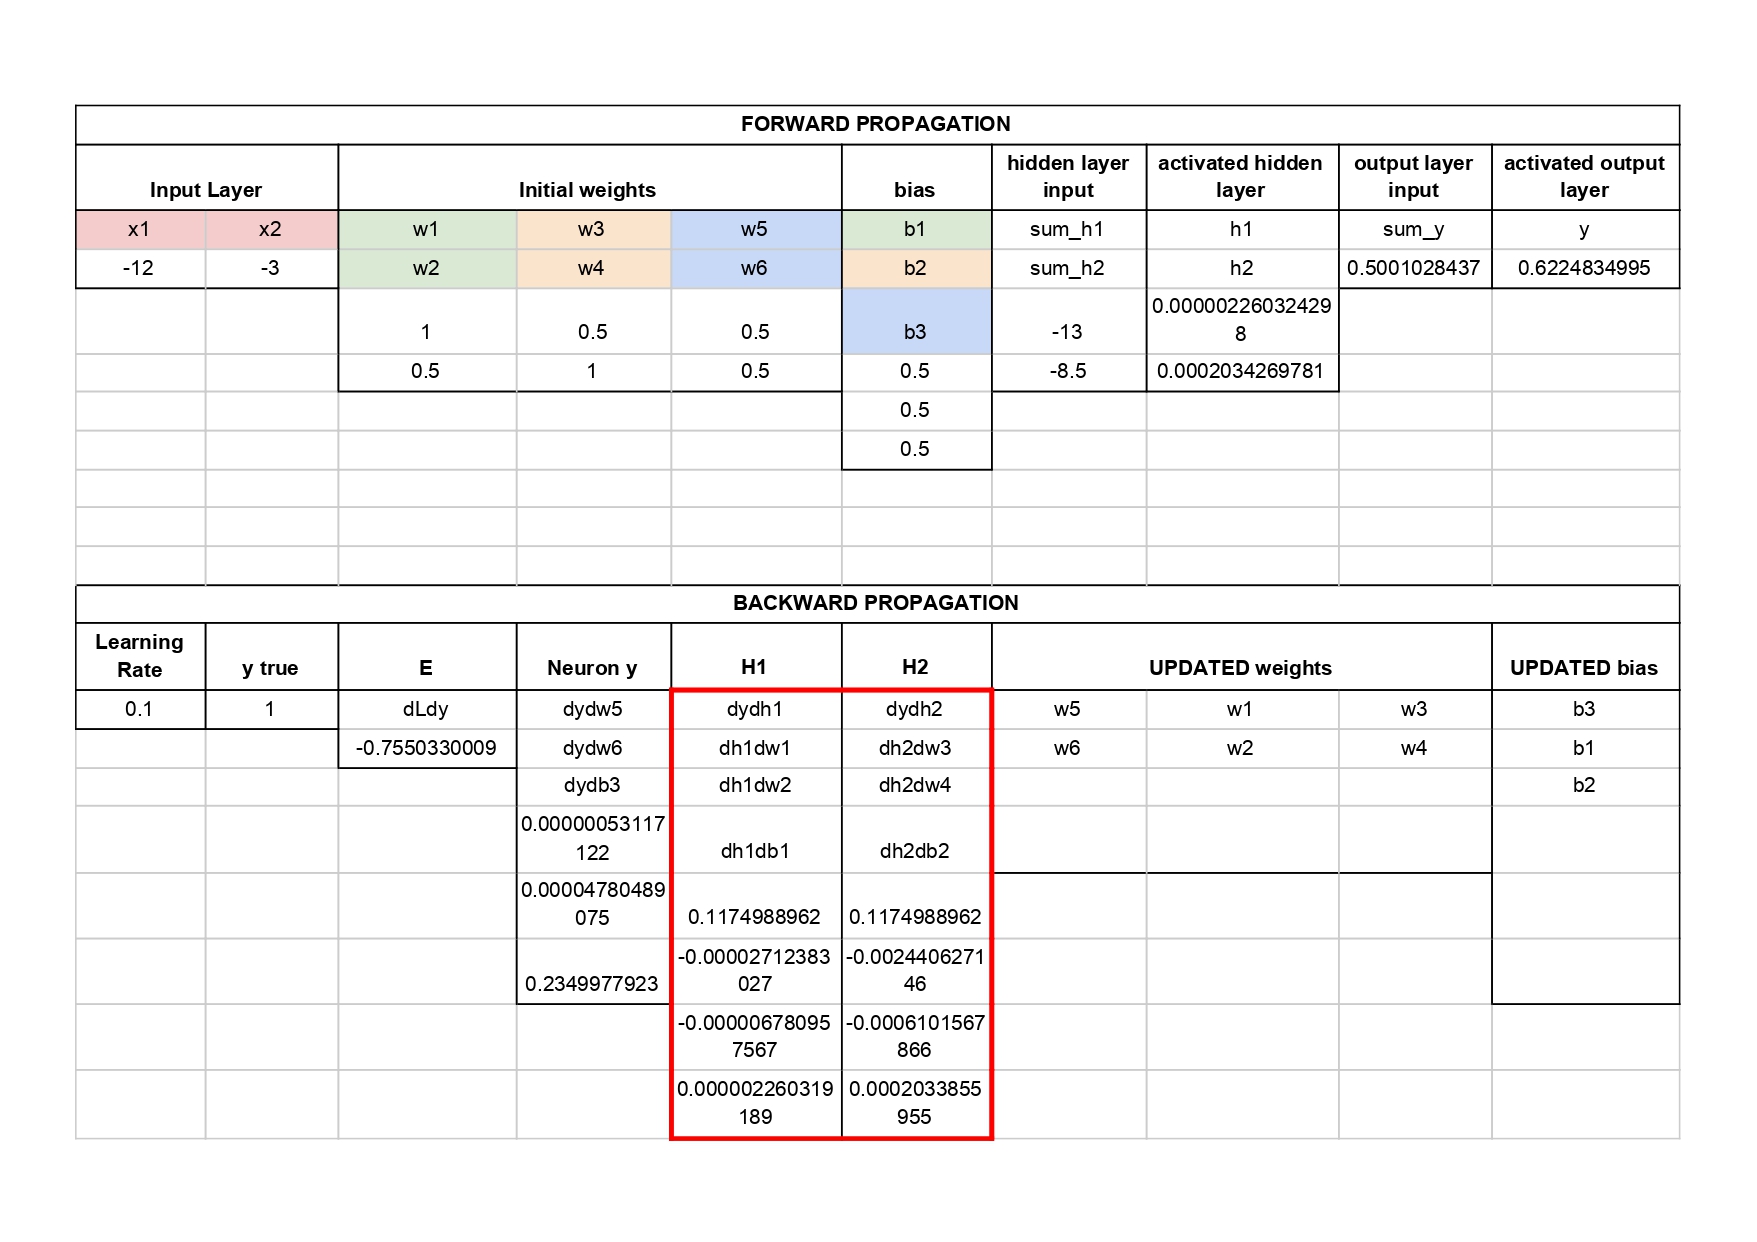 FORWARD PROPAGATION
Input Layer Initial weights bias hidden layer input activated hidden layer output layer input activated output layer
x1 x2 w1 w3 w5 b1 sum_h1 h1 sum_y y
-12 -3 w2 w4 w6 b2 sum_h2 h2 0.5001028437 0.6224834995
1 0.5 0.5 b3 -13 0.000002260324298
0.5 1 0.5 0.5 -8.5 0.0002034269781
0.5
0.5
BACKWARD PROPAGATION
Learning Rate y true E Neuron y H1 H2 UPDATED weights UPDATED bias
0.1 1 dLdy dydw5 dydh1 dydh2 w5 w1 w3 b3
-0.7550330009 dydw6 dh1dw1 dh2dw3 w6 w2 w4 b1
dydb3 dh1dw2 dh2dw4 b2
0.00000053117122 dh1db1 dh2db2
0.00004780489075 0.1174988962 0.1174988962
0.2349977923 -0.00002712383027 -0.002440627146
-0.000006780957567 -0.0006101567866
0.000002260319189 0.0002033855955